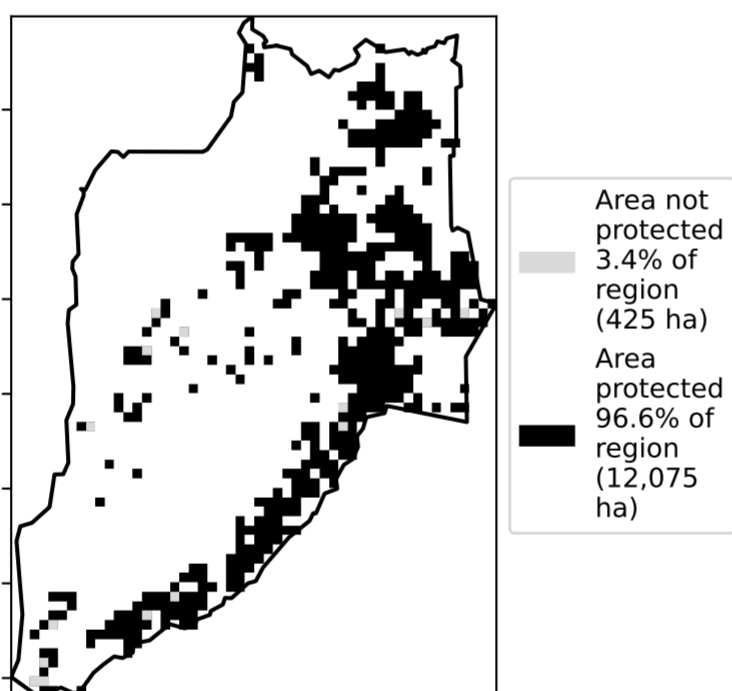 Area not
protected
3.4% of
region
(425 ha)
Area
protected
96.6% of
region
(12,075
ha)